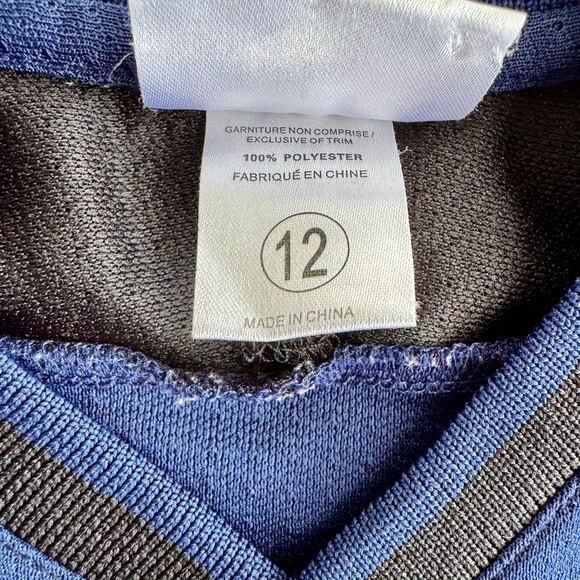 GARNITURE NON COMPRISE /
EXCLUSIVE OF TRIM
100% POLYESTER
FABRIQUÉ EN CHINE
12
MADE IN CHINA